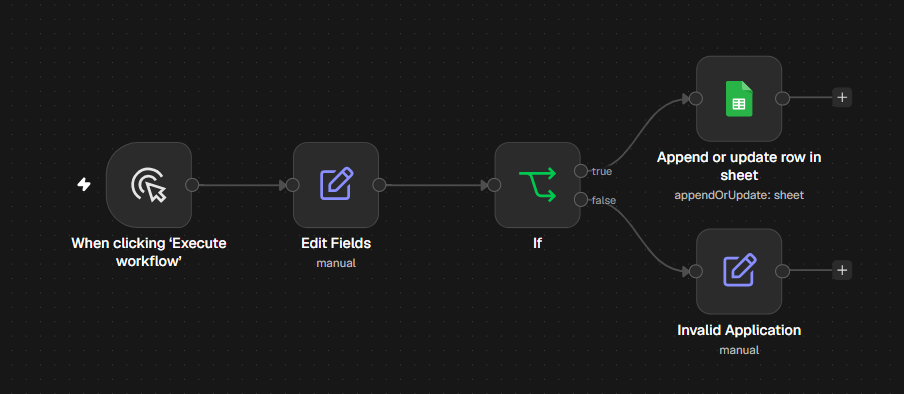 When clicking ‘Execute
workflow’
Edit Fields
manual
If
true
false
Append or update row in
sheet
appendOrUpdate: sheet
Invalid Application
manual